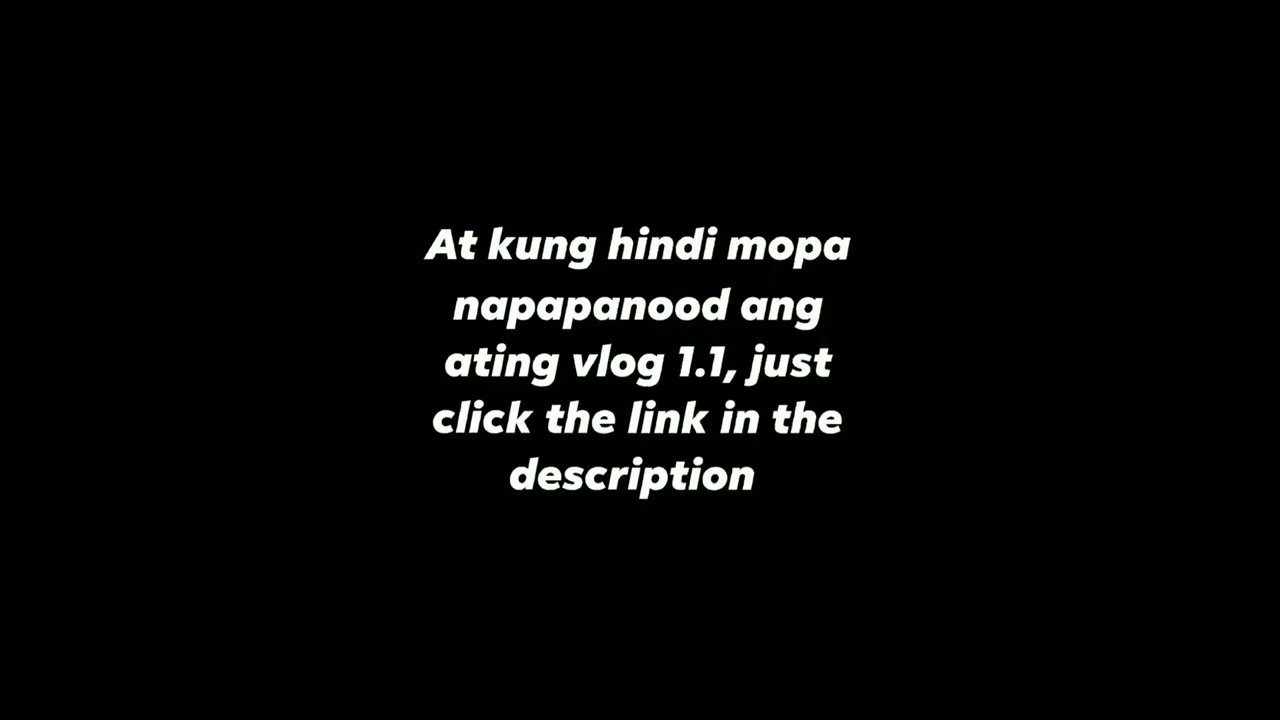 At kung hindi mopa
napapanood ang
ating vlog 1.1, just
click the link in the
description